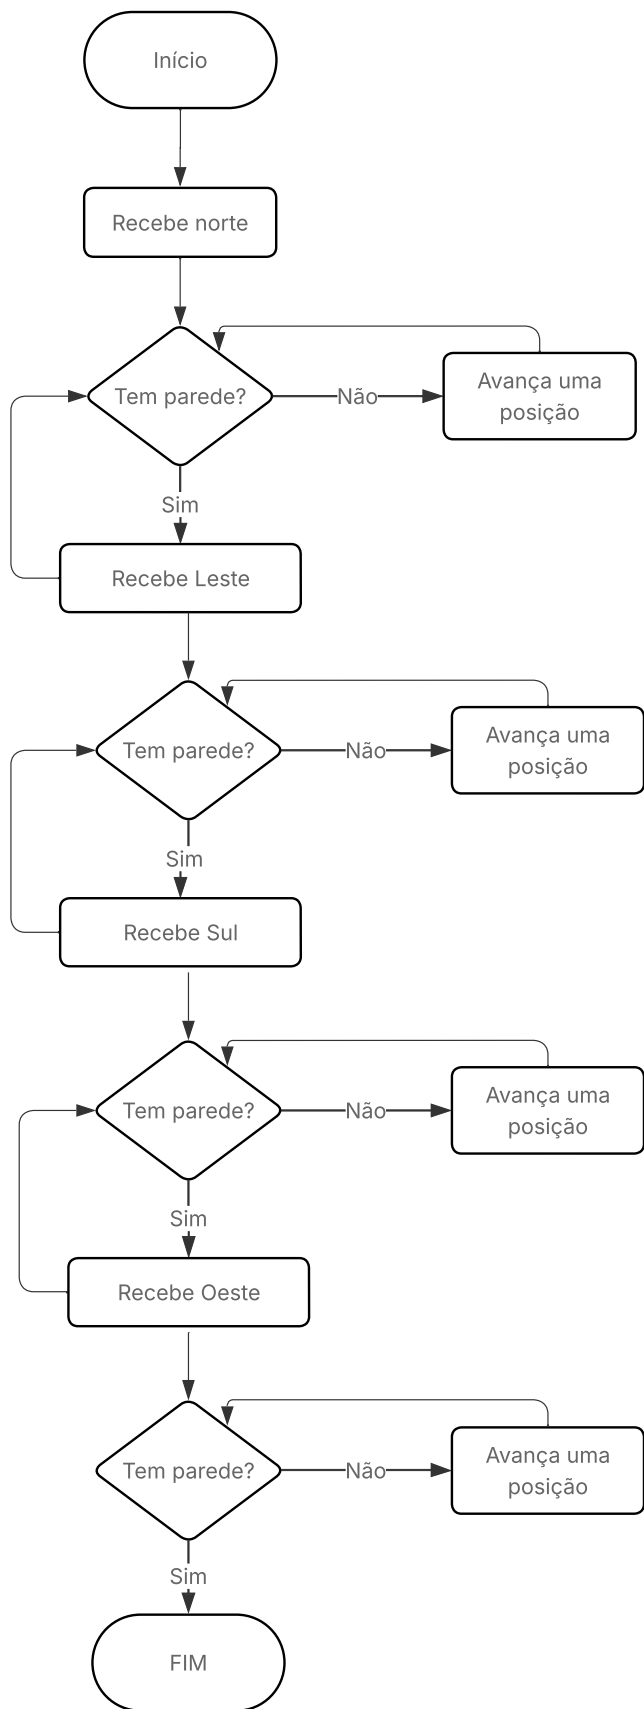 Início
Recebe norte
Tem parede?
Não
Avança uma
posição
Sim
Recebe Leste
Tem parede?
Não
Avança uma
posição
Sim
Recebe Sul
Tem parede?
Não
Avança uma
posição
Sim
Recebe Oeste
Tem parede?
Não
Avança uma
posição
Sim
FIM